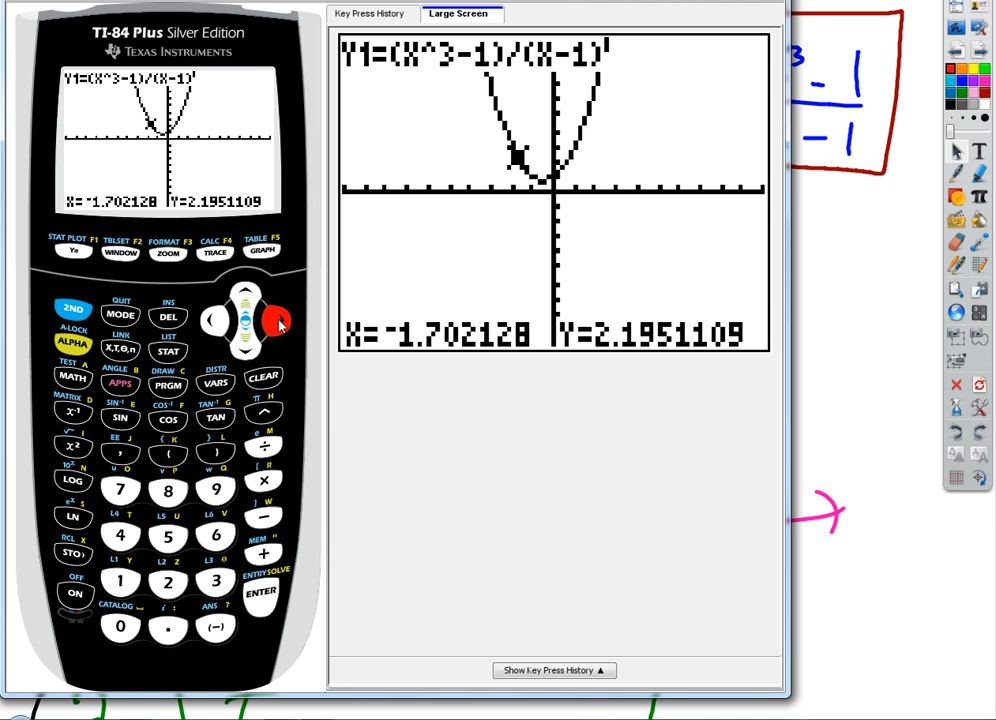 Key Press History
Large Screen
TI-84 Plus Silver Edition
TEXAS INSTRUMENTS
Y1=(X^3-1)/(X-1)
X=-1.702128 Y=2.1951109
Y1=(X^3-1)/(X-1)
X=-1.702128 Y=2.1951109
3 - 1
- 1
STAT PLOT F1 TBLSET F2 FORMAT F3 CALC F4 TABLE F5
Y= WINDOW ZOOM TRACE GRAPH
QUIT INS
2ND MODE DEL
A-LOCK LINK LIST
ALPHA X,T,Θ,n STAT
TEST A ANGLE B DRAW C DISTR
MATH APPS PRGM VARS CLEAR
MATRIX D SIN⁻¹ E COS⁻¹ F TAN⁻¹ G π H
x⁻¹ SIN COS TAN ^
√ I EE J { K } L e M
x² , ( ) ÷
10ˣ N u O v P w Q [ R
LOG 7 8 9 ×
eˣ S L4 T L5 U L6 V ] W
LN 4 5 6 −
RCL X L1 Y L2 Z L3 Θ MEM "
STO› 1 2 3 +
OFF CATALOG ⎵ i : ANS ? ENTRY SOLVE
ON 0 . (−) ENTER
Show Key Press History ▲
T
π